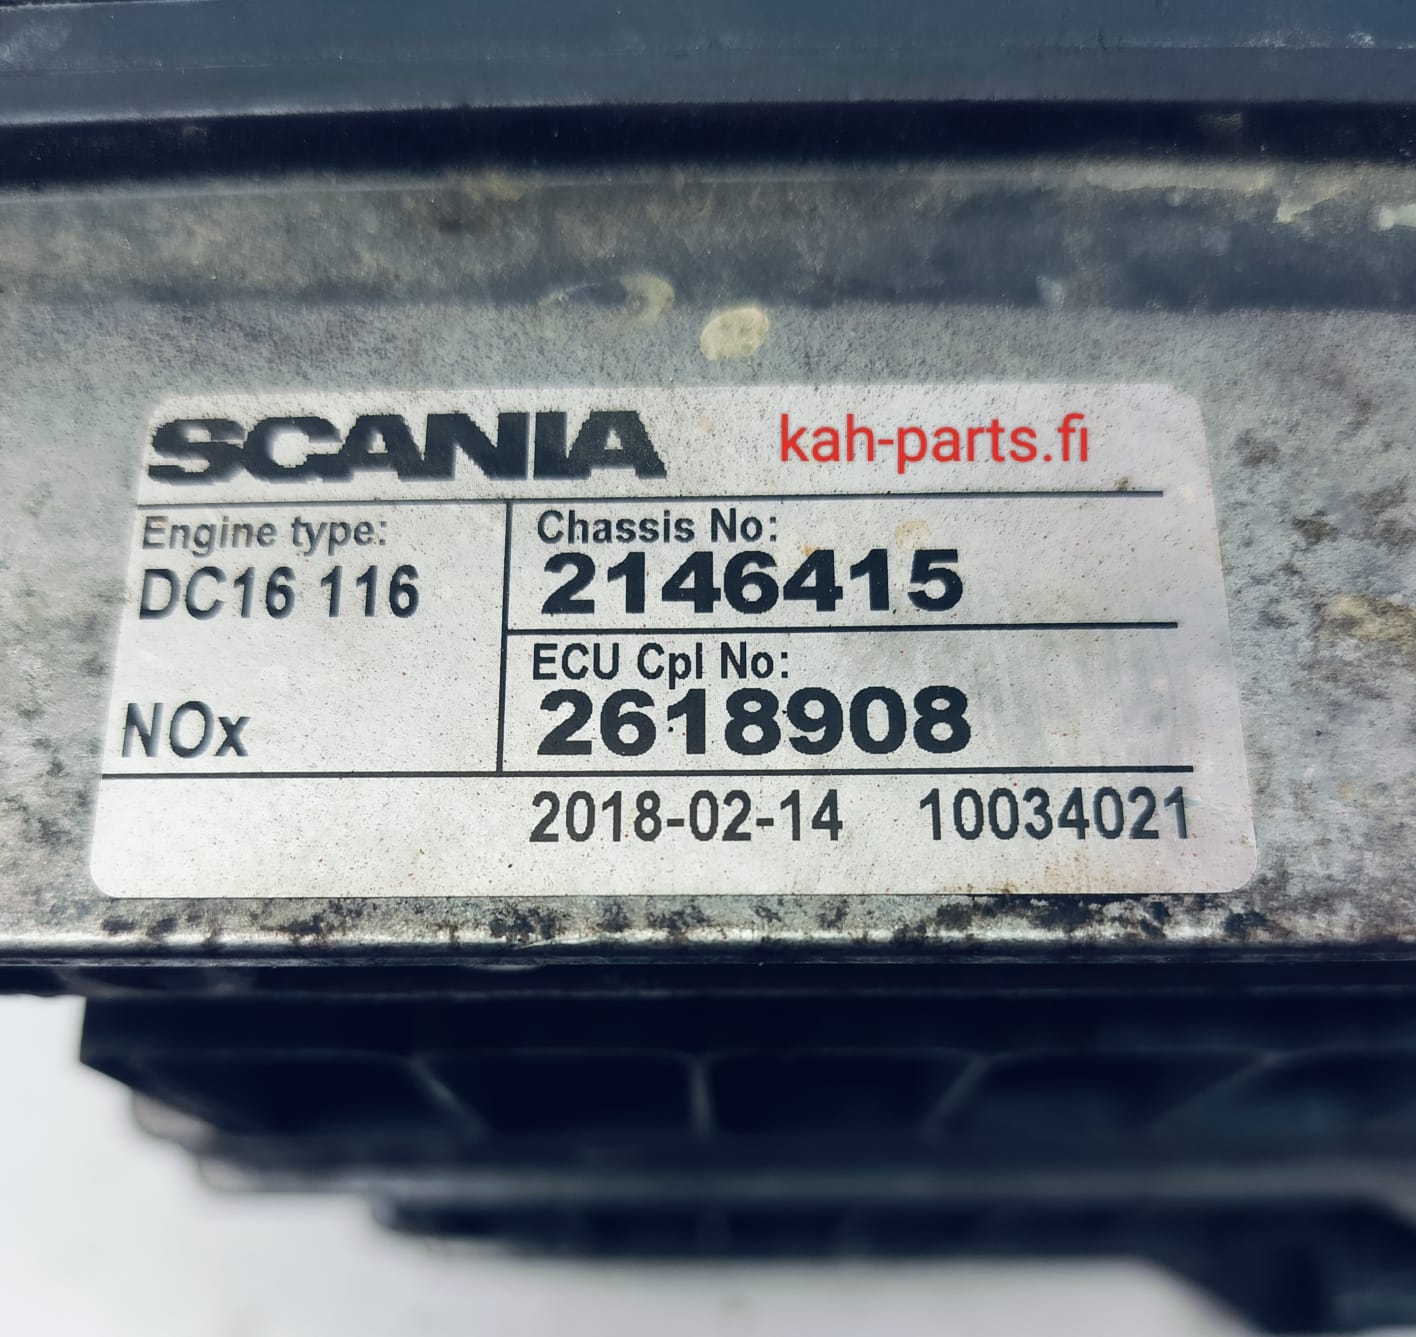 SCANIA kah-parts.fi
Engine type: Chassis No:
DC16 116 2146415
ECU Cpl No:
NOx 2618908
2018-02-14 10034021